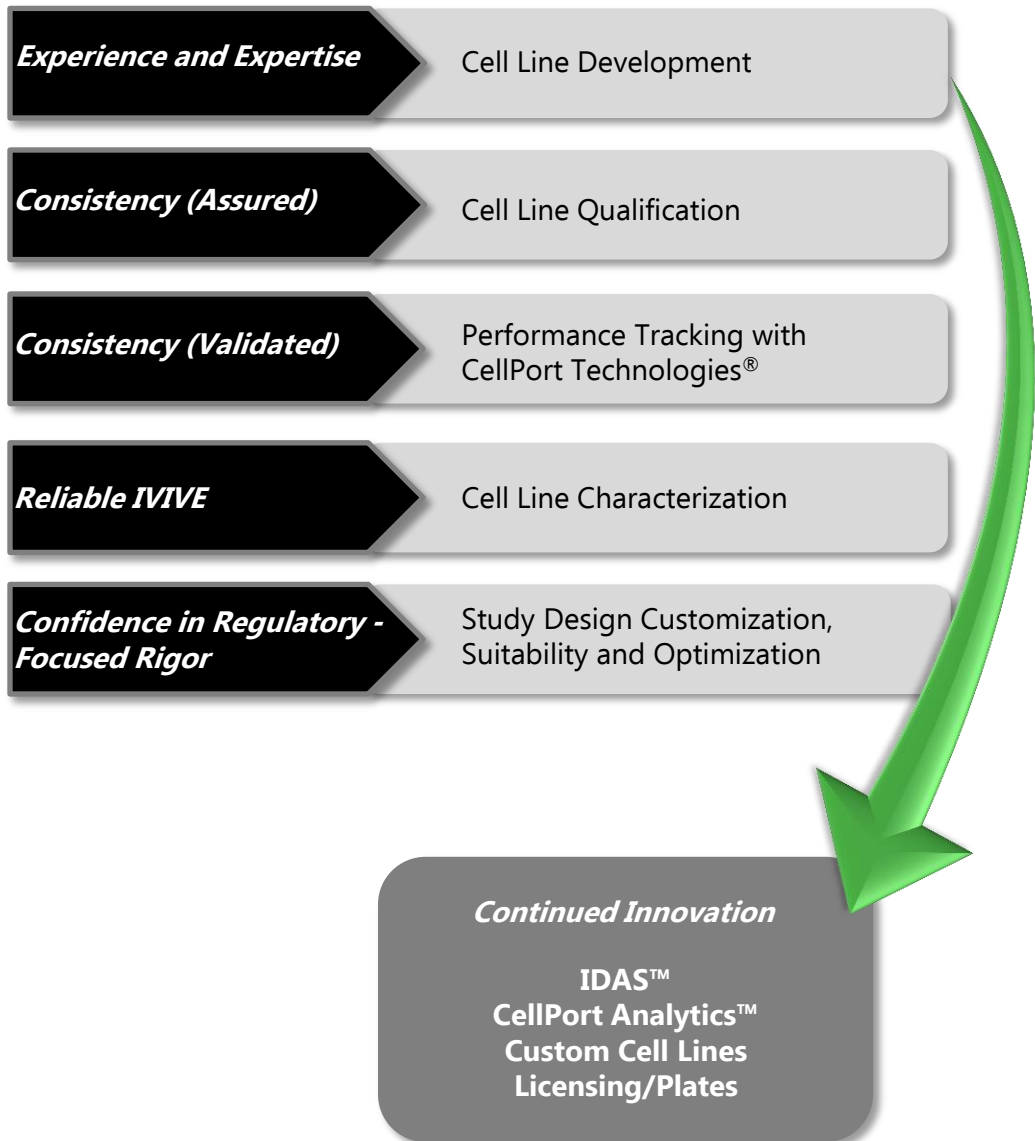 Experience and Expertise
Cell Line Development
Consistency (Assured)
Cell Line Qualification
Consistency (Validated)
Performance Tracking with
CellPort Technologies®
Reliable IVIVE
Cell Line Characterization
Confidence in Regulatory -
Focused Rigor
Study Design Customization,
Suitability and Optimization
Continued Innovation
IDAS™
CellPort Analytics™
Custom Cell Lines
Licensing/Plates